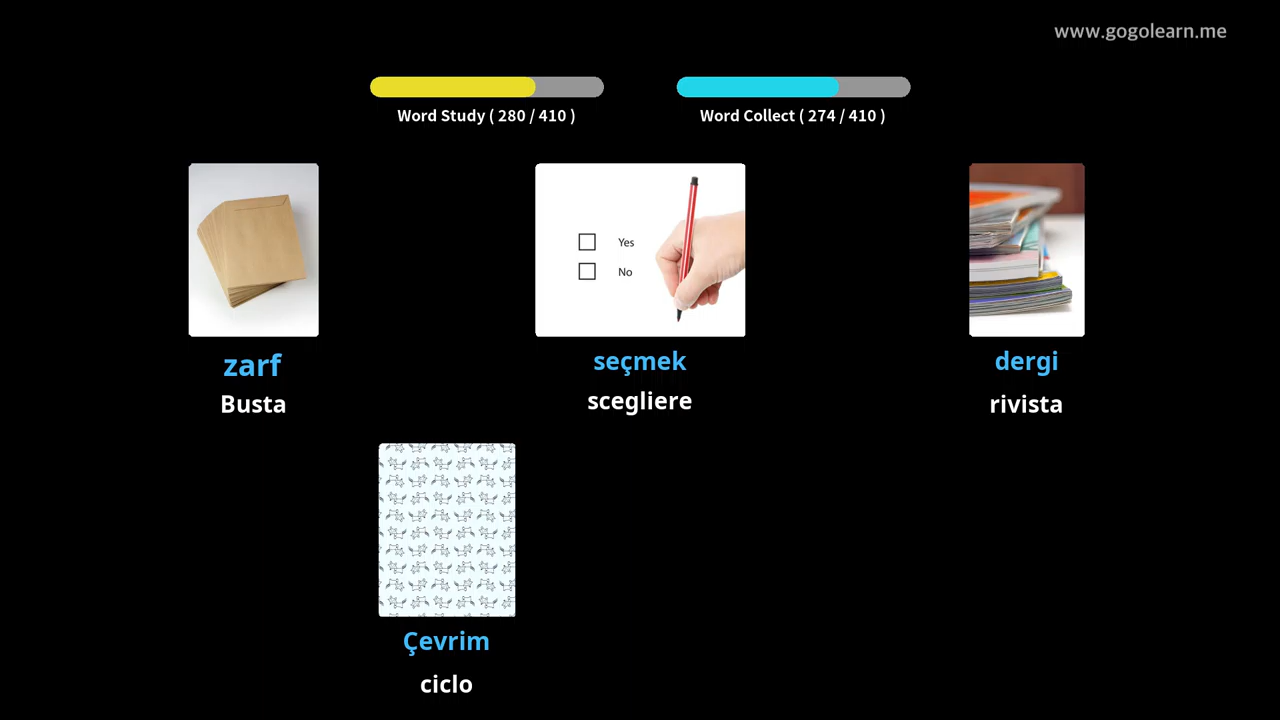 www.gogolearn.me
Word Study ( 280 / 410 )
Word Collect ( 274 / 410 )
Yes
No
zarf
Busta
seçmek
scegliere
dergi
rivista
Çevrim
ciclo